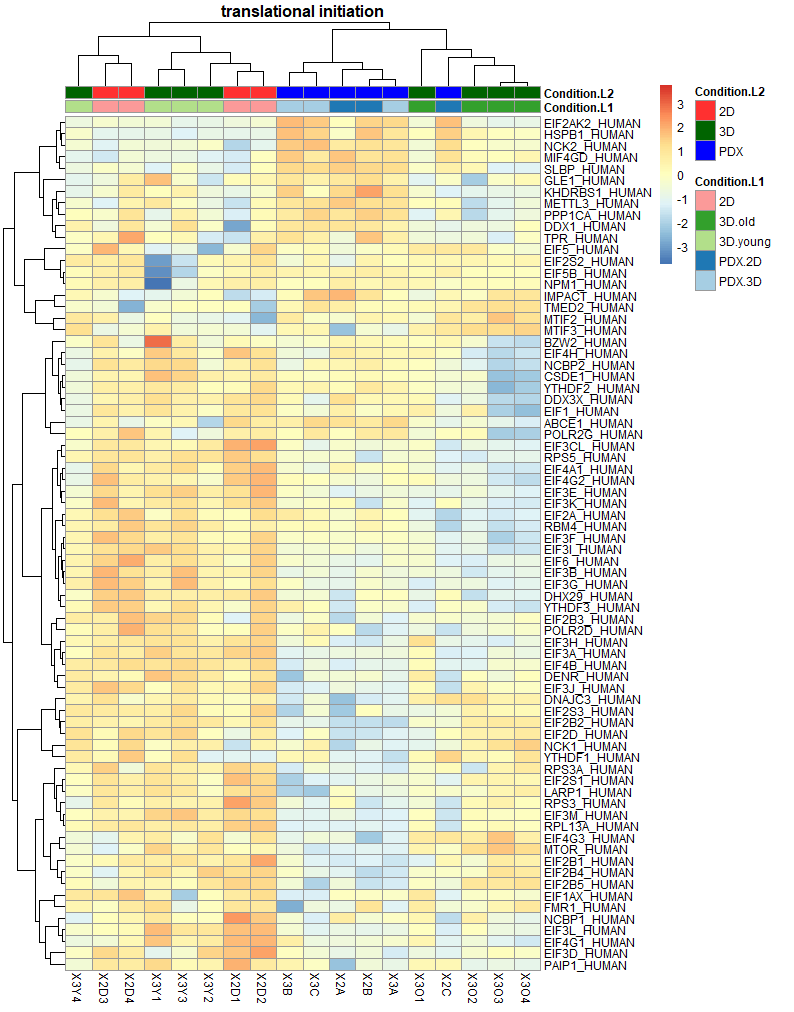 translational initiation
Condition.L2
Condition.L1
EIF2AK2_HUMAN
HSPB1_HUMAN
NCK2_HUMAN
MIF4GD_HUMAN
SLBP_HUMAN
GLE1_HUMAN
KHDRBS1_HUMAN
METTL3_HUMAN
PPP1CA_HUMAN
DDX1_HUMAN
TPR_HUMAN
EIF5_HUMAN
EIF2S2_HUMAN
EIF5B_HUMAN
NPM1_HUMAN
IMPACT_HUMAN
TMED2_HUMAN
MTIF2_HUMAN
MTIF3_HUMAN
BZW2_HUMAN
EIF4H_HUMAN
NCBP2_HUMAN
CSDE1_HUMAN
YTHDF2_HUMAN
DDX3X_HUMAN
EIF1_HUMAN
ABCE1_HUMAN
POLR2G_HUMAN
EIF3CL_HUMAN
RPS5_HUMAN
EIF4A1_HUMAN
EIF4G2_HUMAN
EIF3E_HUMAN
EIF3K_HUMAN
EIF2A_HUMAN
RBM4_HUMAN
EIF3F_HUMAN
EIF3I_HUMAN
EIF6_HUMAN
EIF3B_HUMAN
EIF3G_HUMAN
DHX29_HUMAN
YTHDF3_HUMAN
EIF2B3_HUMAN
POLR2D_HUMAN
EIF3H_HUMAN
EIF3A_HUMAN
EIF4B_HUMAN
DENR_HUMAN
EIF3J_HUMAN
DNAJC3_HUMAN
EIF2S3_HUMAN
EIF2B2_HUMAN
EIF2D_HUMAN
NCK1_HUMAN
YTHDF1_HUMAN
RPS3A_HUMAN
EIF2S1_HUMAN
LARP1_HUMAN
RPS3_HUMAN
EIF3M_HUMAN
RPL13A_HUMAN
EIF4G3_HUMAN
MTOR_HUMAN
EIF2B1_HUMAN
EIF2B4_HUMAN
EIF2B5_HUMAN
EIF1AX_HUMAN
FMR1_HUMAN
NCBP1_HUMAN
EIF3L_HUMAN
EIF4G1_HUMAN
EIF3D_HUMAN
PAIP1_HUMAN
X3Y4
X2D3
X2D4
X3Y1
X3Y3
X3Y2
X2D1
X2D2
X3B
X3C
X2A
X2B
X3A
X3O1
X2C
X3O2
X3O3
X3O4
3
2
1
0
-1
-2
-3
Condition.L2
2D
3D
PDX
Condition.L1
2D
3D.old
3D.young
PDX.2D
PDX.3D